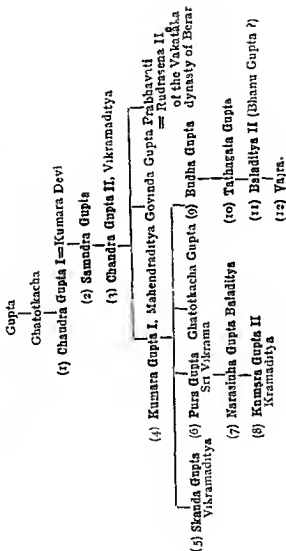 Gupta
Ghatotkacha
(1) Chandra Gupta I=Kumara Devi
(2) Samudra Gupta
(3) Chandra Gupta II, Vikramaditya
(4) Kumara Gupta I, Mahendraditya Govinda Gupta Prabhavati
= Rudrasena II
of the Vakataka
dynasty of Berar
(5) Skanda Gupta (6) Pura Gupta Ghatotkacha Gupta (9) Budha Gupta
Vikramaditya Sri Vikrama
(7) Narasinha Gupta Baladitya (10) Tathagata Gupta
(8) Kumara Gupta II (11) Baladitya II (Bhanu Gupta ?)
Kramaditya
(12) Vajra.